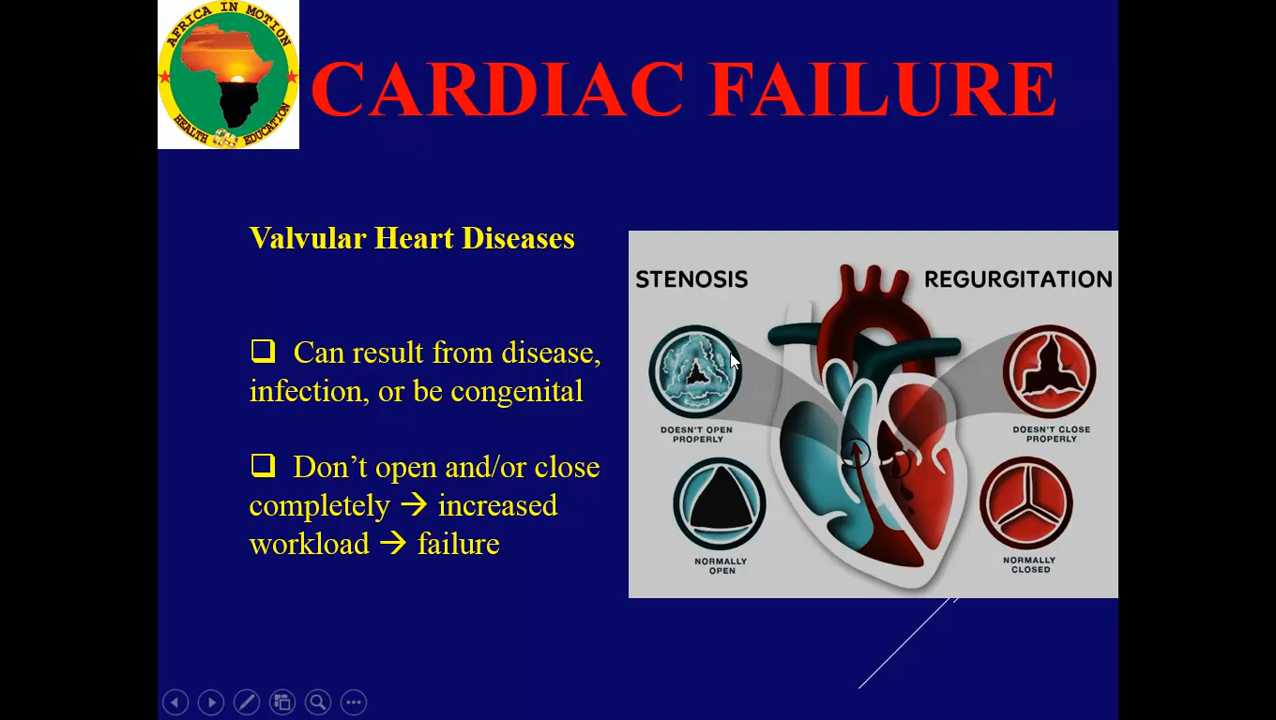 AFRICA IN MOTION
HEALTH EDUCATION
CARDIAC FAILURE
Valvular Heart Diseases
Can result from disease,
infection, or be congenital
Don’t open and/or close
completely → increased
workload → failure
STENOSIS
REGURGITATION
DOESN'T OPEN
PROPERLY
DOESN'T CLOSE
PROPERLY
NORMALLY
OPEN
NORMALLY
CLOSED